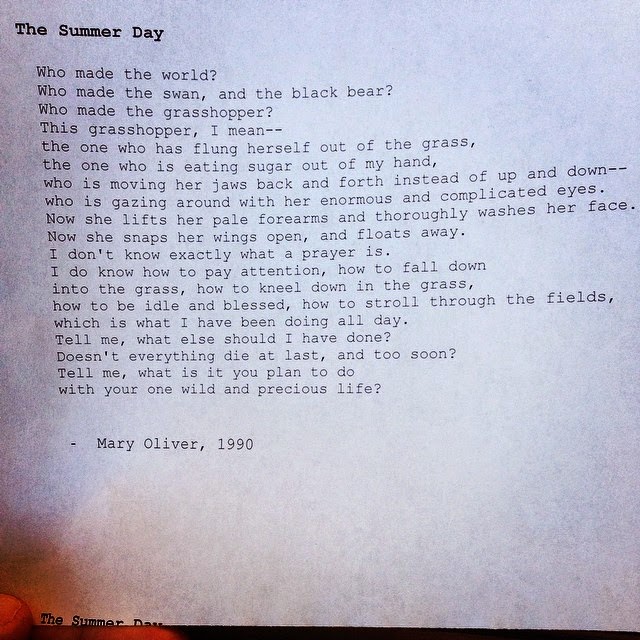 The Summer Day
Who made the world?
Who made the swan, and the black bear?
Who made the grasshopper?
This grasshopper, I mean--
the one who has flung herself out of the grass,
the one who is eating sugar out of my hand,
who is moving her jaws back and forth instead of up and down--
who is gazing around with her enormous and complicated eyes.
Now she lifts her pale forearms and thoroughly washes her face.
Now she snaps her wings open, and floats away.
I don't know exactly what a prayer is.
I do know how to pay attention, how to fall down
into the grass, how to kneel down in the grass,
how to be idle and blessed, how to stroll through the fields,
which is what I have been doing all day.
Tell me, what else should I have done?
Doesn't everything die at last, and too soon?
Tell me, what is it you plan to do
with your one wild and precious life?
- Mary Oliver, 1990
The Summer Day